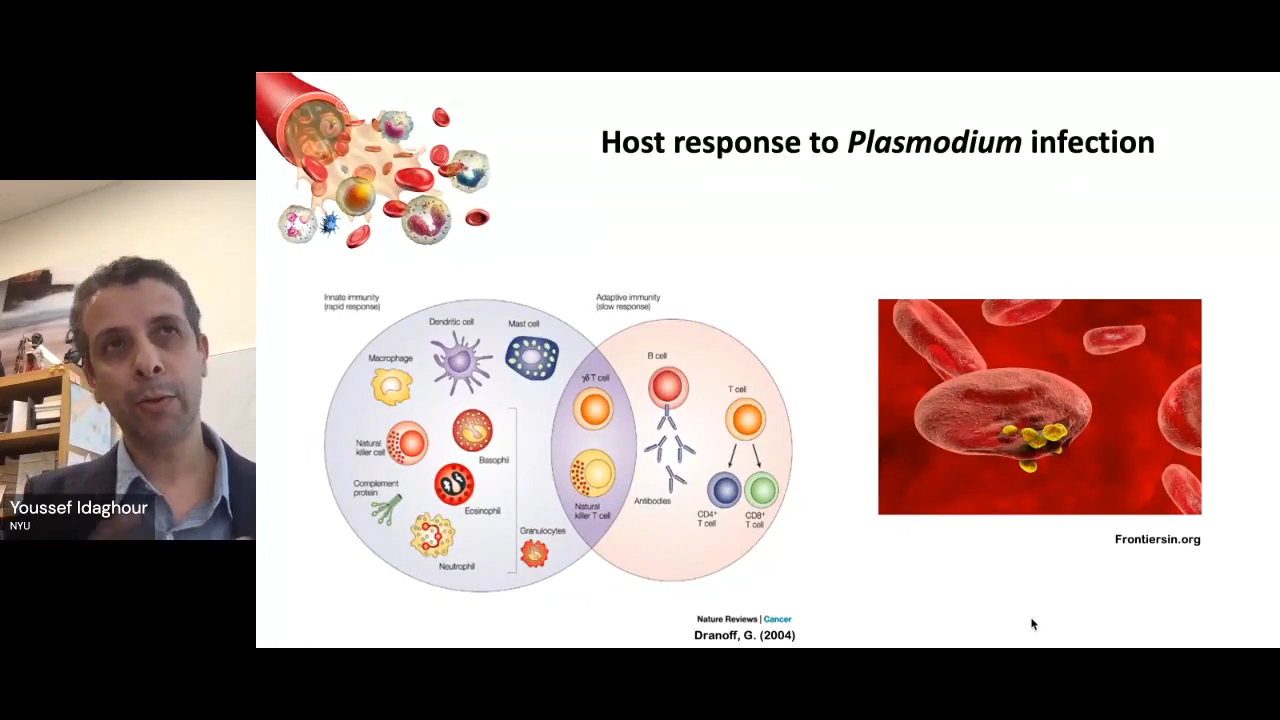 Host response to Plasmodium infection
Innate immunity
(rapid response)
Adaptive immunity
(slow response)
Dendritic cell
Mast cell
Macrophage
γδ T cell
B cell
T cell
Natural
killer cell
Basophil
Complement
protein
Eosinophil
Antibodies
Natural
killer T cell
CD4+
T cell
CD8+
T cell
Granulocytes
Neutrophil
Youssef Idaghour
NYU
Frontiersin.org
Nature Reviews | Cancer
Dranoff, G. (2004)